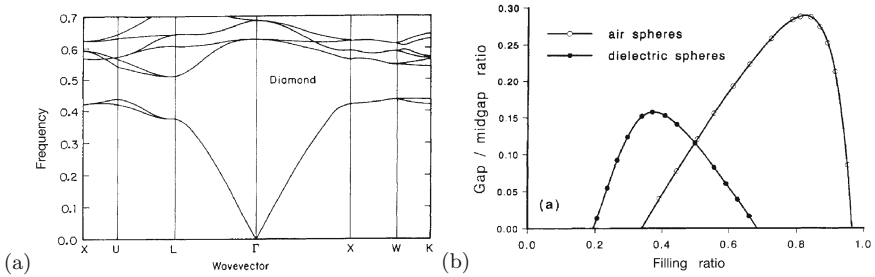 (a)
Frequency
0.7
0.6
0.5
0.4
0.3
0.2
0.1
0.0
Diamond
X U L Γ X W K
Wavevector
(b)
Gap / midgap ratio
0.30
0.25
0.20
0.15
0.10
0.05
0.00
air spheres
dielectric spheres
(a)
0.0 0.2 0.4 0.6 0.8 1.0
Filling ratio